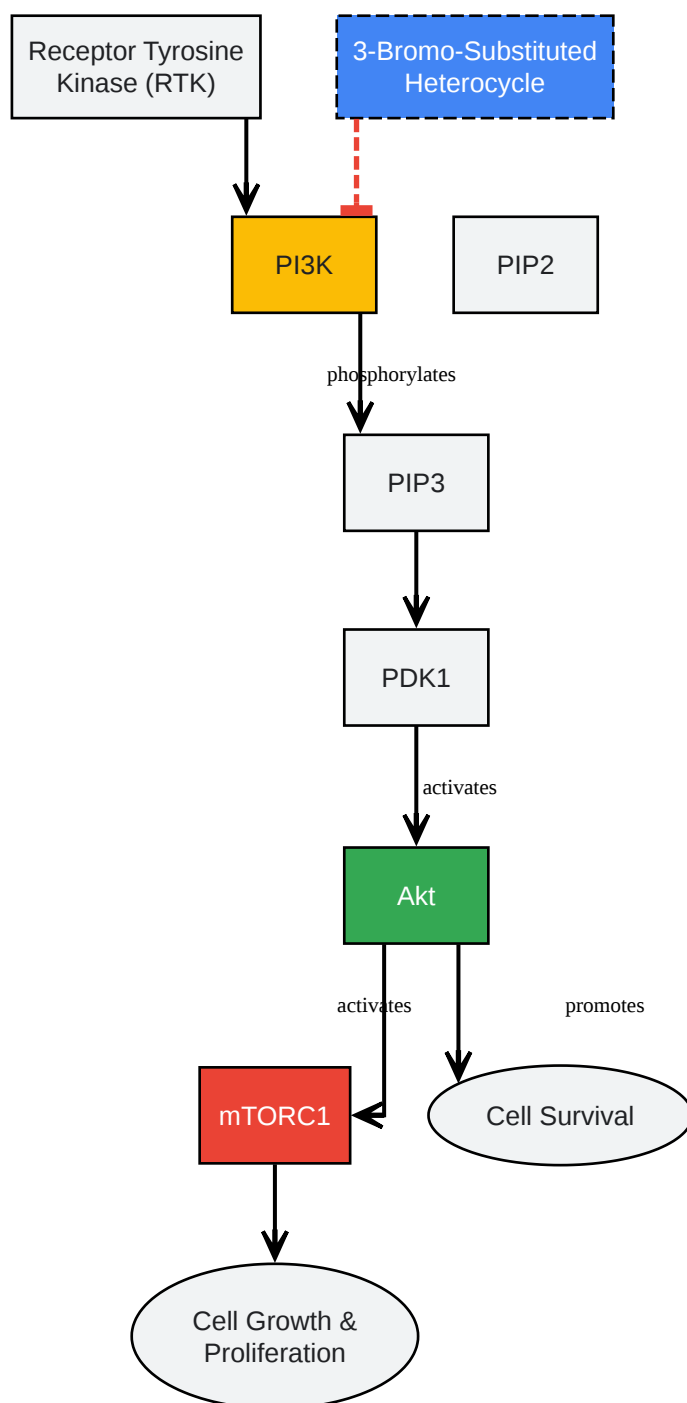 Receptor Tyrosine
Kinase (RTK)
3-Bromo-Substituted
Heterocycle
PI3K
PIP2
phosphorylates
PIP3
PDK1
activates
Akt
activates
promotes
mTORC1
Cell Survival
Cell Growth &
Proliferation